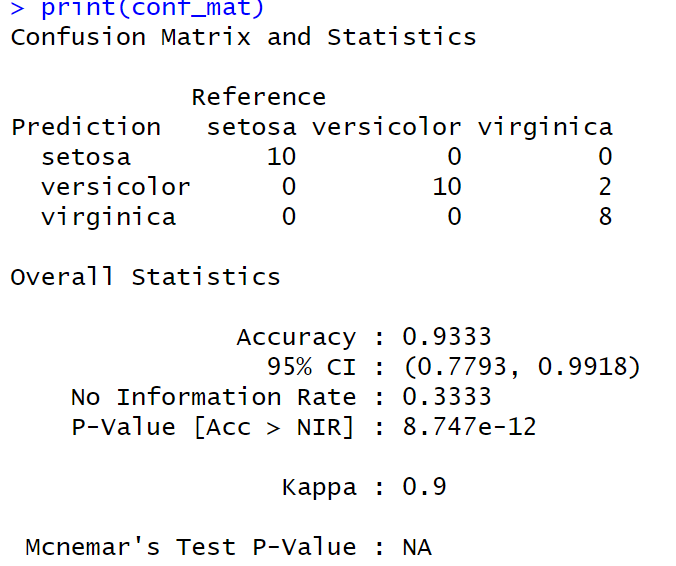 > print(conf_mat)
Confusion Matrix and Statistics

          Reference
Prediction   setosa versicolor virginica
  setosa         10          0         0
  versicolor      0         10         2
  virginica       0          0         8

Overall Statistics

               Accuracy : 0.9333
                 95% CI : (0.7793, 0.9918)
    No Information Rate : 0.3333
    P-Value [Acc > NIR] : 8.747e-12

                  Kappa : 0.9

 Mcnemar's Test P-Value : NA